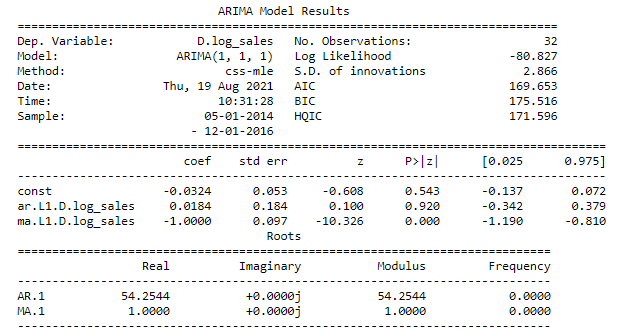 ARIMA Model Results
==============================================================================
Dep. Variable:            D.log_sales   No. Observations:                   32
Model:                 ARIMA(1, 1, 1)   Log Likelihood                 -80.827
Method:                       css-mle   S.D. of innovations              2.866
Date:                Thu, 19 Aug 2021   AIC                            169.653
Time:                        10:31:28   BIC                            175.516
Sample:                    05-01-2014   HQIC                           171.596
                         - 12-01-2016
=====================================================================================
                        coef    std err          z      P>|z|      [0.025      0.975]
-------------------------------------------------------------------------------------
const                -0.0324      0.053     -0.608      0.543      -0.137       0.072
ar.L1.D.log_sales     0.0184      0.184      0.100      0.920      -0.342       0.379
ma.L1.D.log_sales    -1.0000      0.097    -10.326      0.000      -1.190      -0.810
                                    Roots
=============================================================================
                  Real          Imaginary           Modulus         Frequency
-----------------------------------------------------------------------------
AR.1           54.2544           +0.0000j           54.2544            0.0000
MA.1            1.0000           +0.0000j            1.0000            0.0000
-----------------------------------------------------------------------------